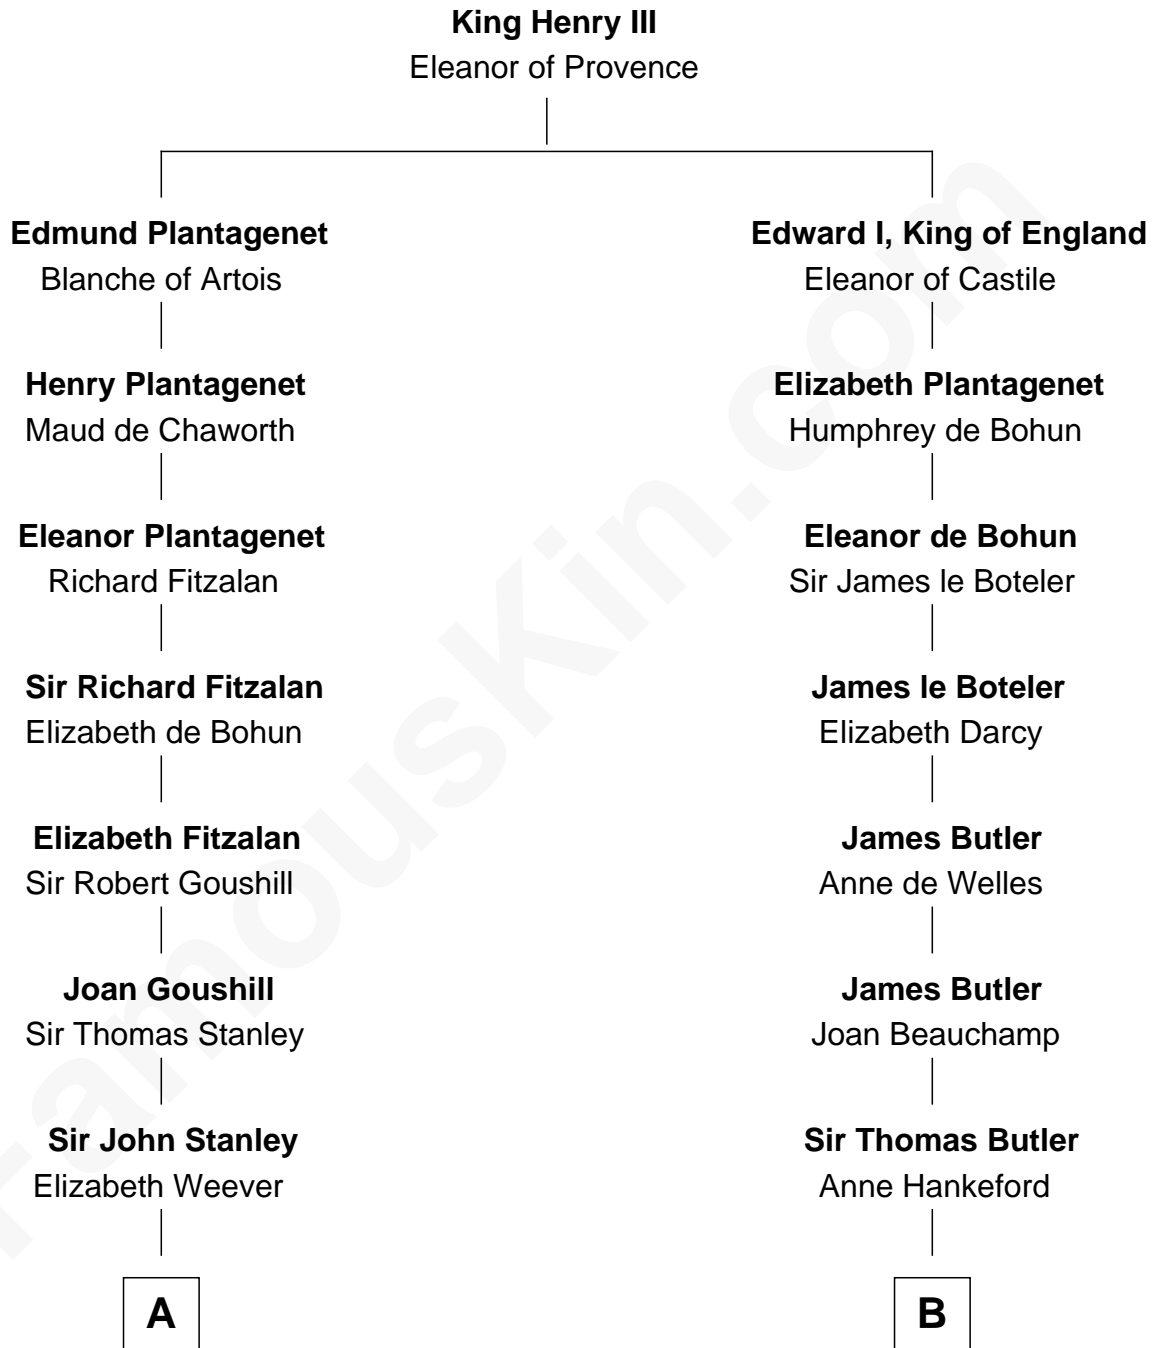 King Henry III
Eleanor of Provence
Edmund Plantagenet
Blanche of Artois
Henry Plantagenet
Maud de Chaworth
Eleanor Plantagenet
Richard Fitzalan
Sir Richard Fitzalan
Elizabeth de Bohun
Elizabeth Fitzalan
Sir Robert Goushill
Joan Goushill
Sir Thomas Stanley
Sir John Stanley
Elizabeth Weever
A
Edward I, King of England
Eleanor of Castile
Elizabeth Plantagenet
Humphrey de Bohun
Eleanor de Bohun
Sir James le Boteler
James le Boteler
Elizabeth Darcy
James Butler
Anne de Welles
James Butler
Joan Beauchamp
Sir Thomas Butler
Anne Hankeford
B
FamousKin.com